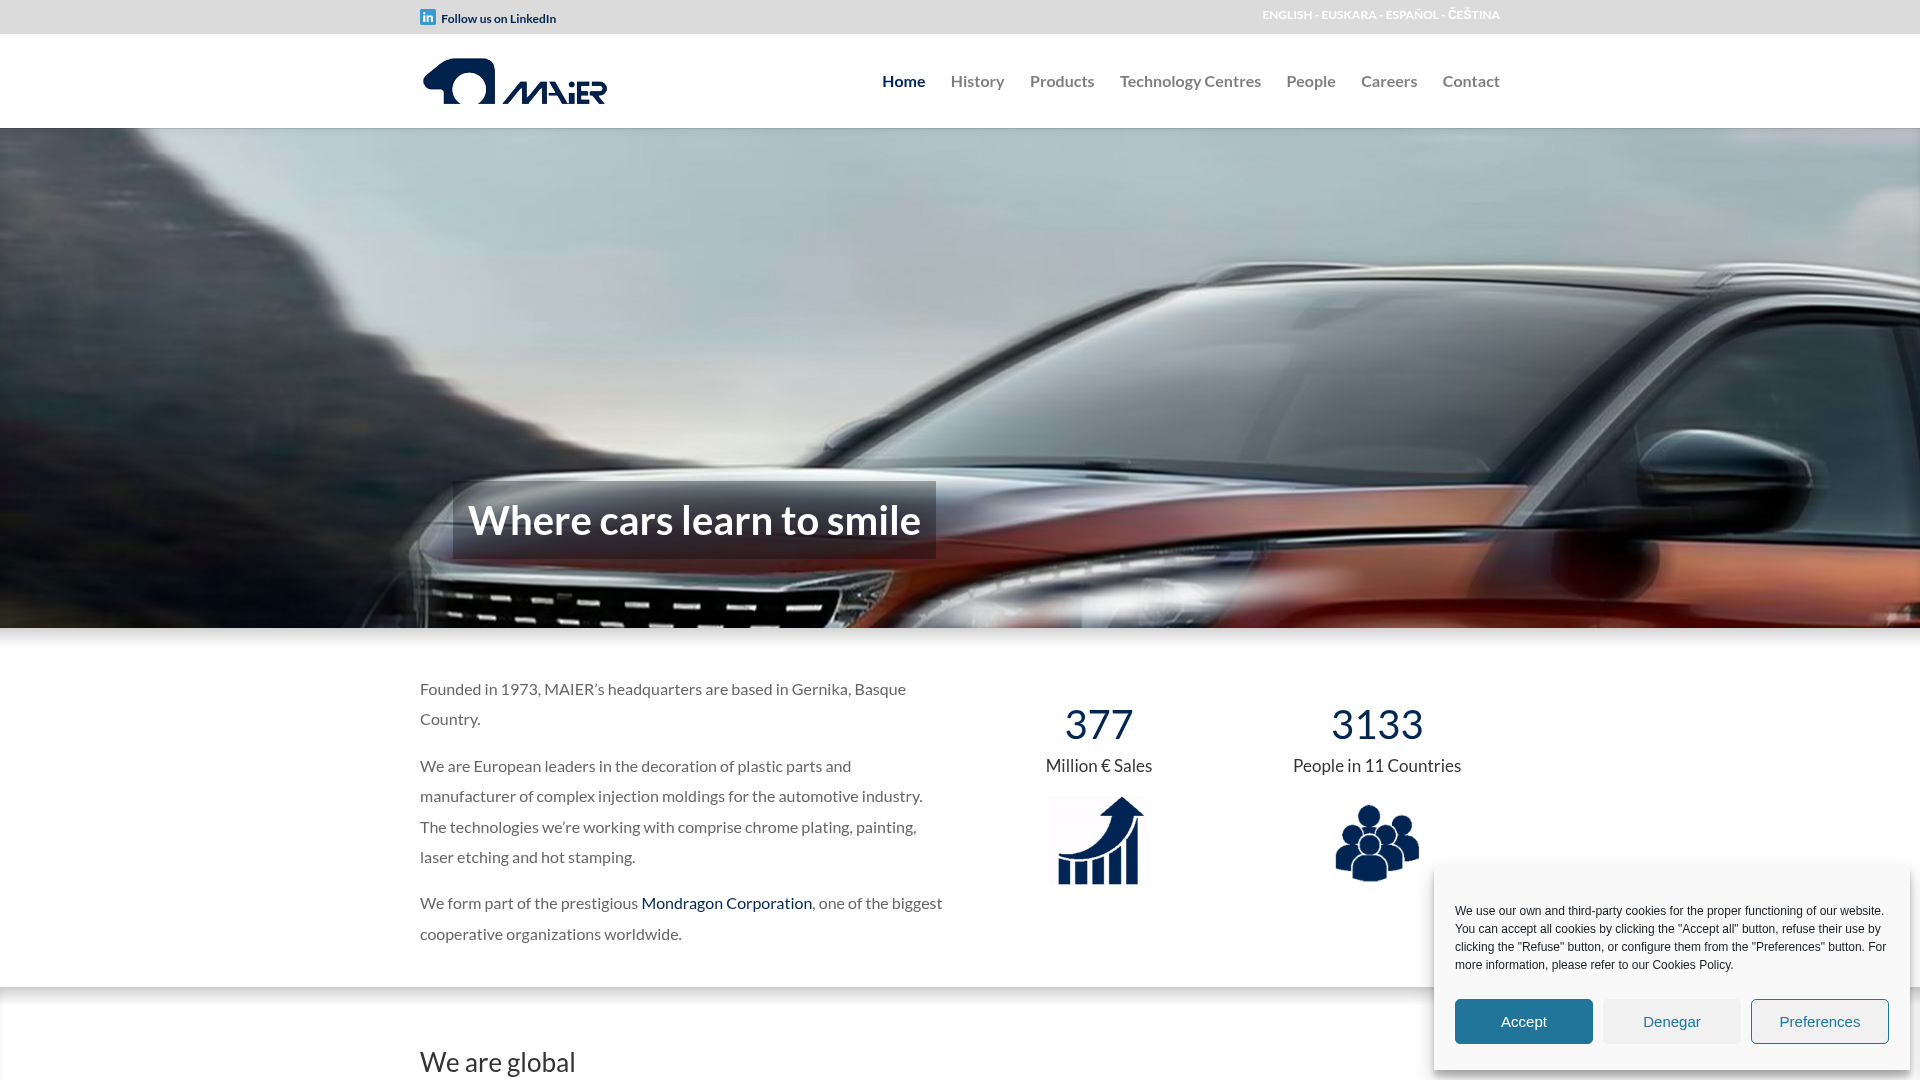 Follow us on LinkedIn
ENGLISH - EUSKARA - ESPAÑOL - ČEŠTINA
MAiER
Home History Products Technology Centres People Careers Contact
Where cars learn to smile
Founded in 1973, MAIER’s headquarters are based in Gernika, Basque
Country.
We are European leaders in the decoration of plastic parts and
manufacturer of complex injection moldings for the automotive industry.
The technologies we’re working with comprise chrome plating, painting,
laser etching and hot stamping.
We form part of the prestigious Mondragon Corporation, one of the biggest
cooperative organizations worldwide.
377
Million € Sales
3133
People in 11 Countries
We use our own and third-party cookies for the proper functioning of our website.
You can accept all cookies by clicking the "Accept all" button, refuse their use by
clicking the "Refuse" button, or configure them from the "Preferences" button. For
more information, please refer to our Cookies Policy.
Accept Denegar Preferences
We are global